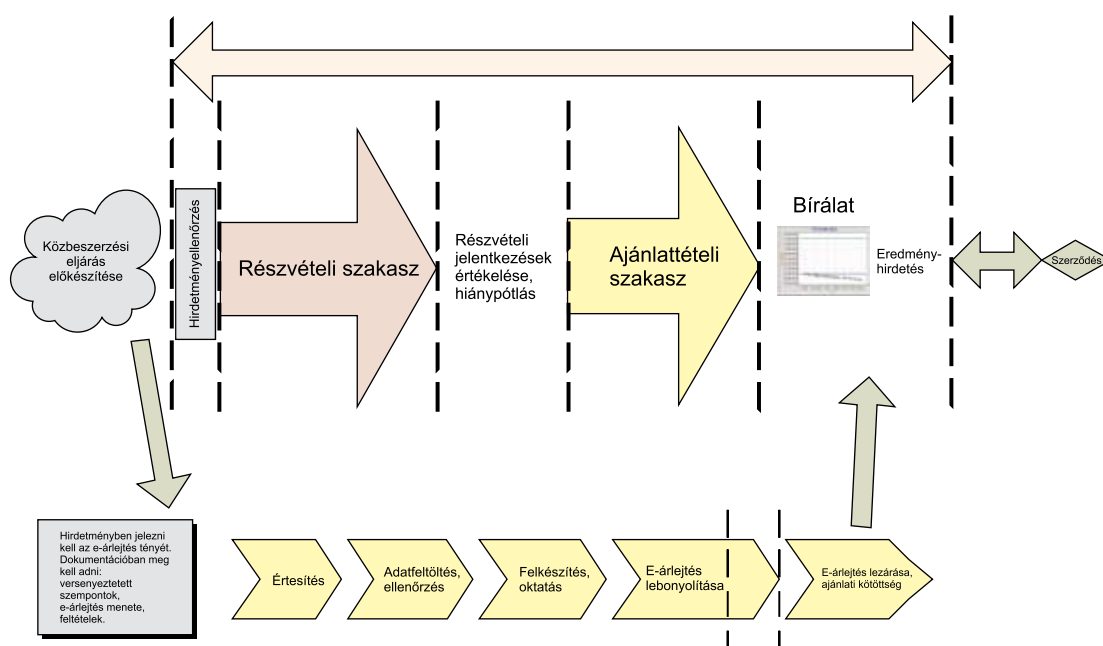 Közbeszerzési
eljárás
előkészítése
Hirdetményellenőrzés
Részvételi szakasz
Részvételi
jelentkezések
értékelése,
hiánypótlás
Ajánlattételi
szakasz
Bírálat
Eredmény-
hirdetés
Szerződés
Hirdetményben jelezni
kell az e-árlejtés tényét.
Dokumentációban meg
kell adni:
versenyeztetett
szempontok,
e-árlejtés menete,
feltételek.
Értesítés
Adatfeltöltés,
ellenőrzés
Felkészítés,
oktatás
E-árlejtés
lebonyolítása
E-árlejtés lezárása,
ajánlati kötöttség